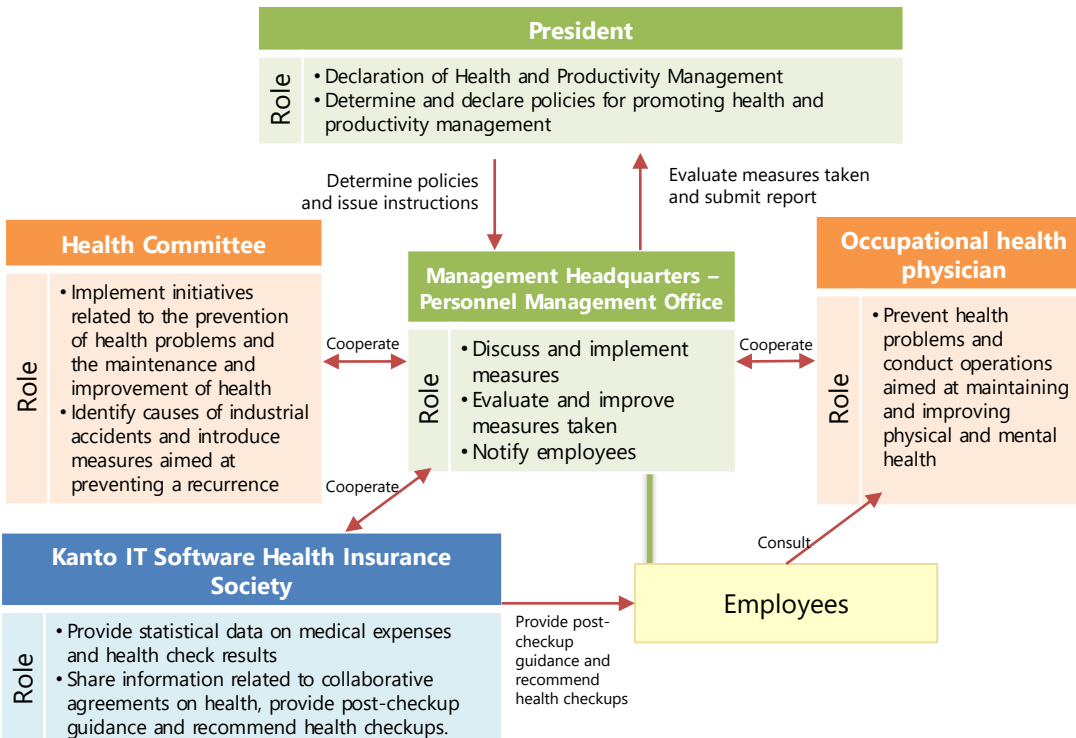 President
Role
• Declaration of Health and Productivity Management
• Determine and declare policies for promoting health and
productivity management
Determine policies
and issue instructions
Evaluate measures taken
and submit report
Health Committee
Role
• Implement initiatives
related to the prevention
of health problems and
the maintenance and
improvement of health
• Identify causes of industrial
accidents and introduce
measures aimed at
preventing a recurrence
Cooperate
Management Headquarters –
Personnel Management Office
Role
• Discuss and implement
measures
• Evaluate and improve
measures taken
• Notify employees
Cooperate
Occupational health
physician
Role
• Prevent health
problems and
conduct operations
aimed at maintaining
and improving
physical and mental
health
Cooperate
Consult
Kanto IT Software Health Insurance
Society
Role
• Provide statistical data on medical expenses
and health check results
• Share information related to collaborative
agreements on health, provide post-checkup
guidance and recommend health checkups.
Provide post-
checkup
guidance and
recommend
health checkups
Employees